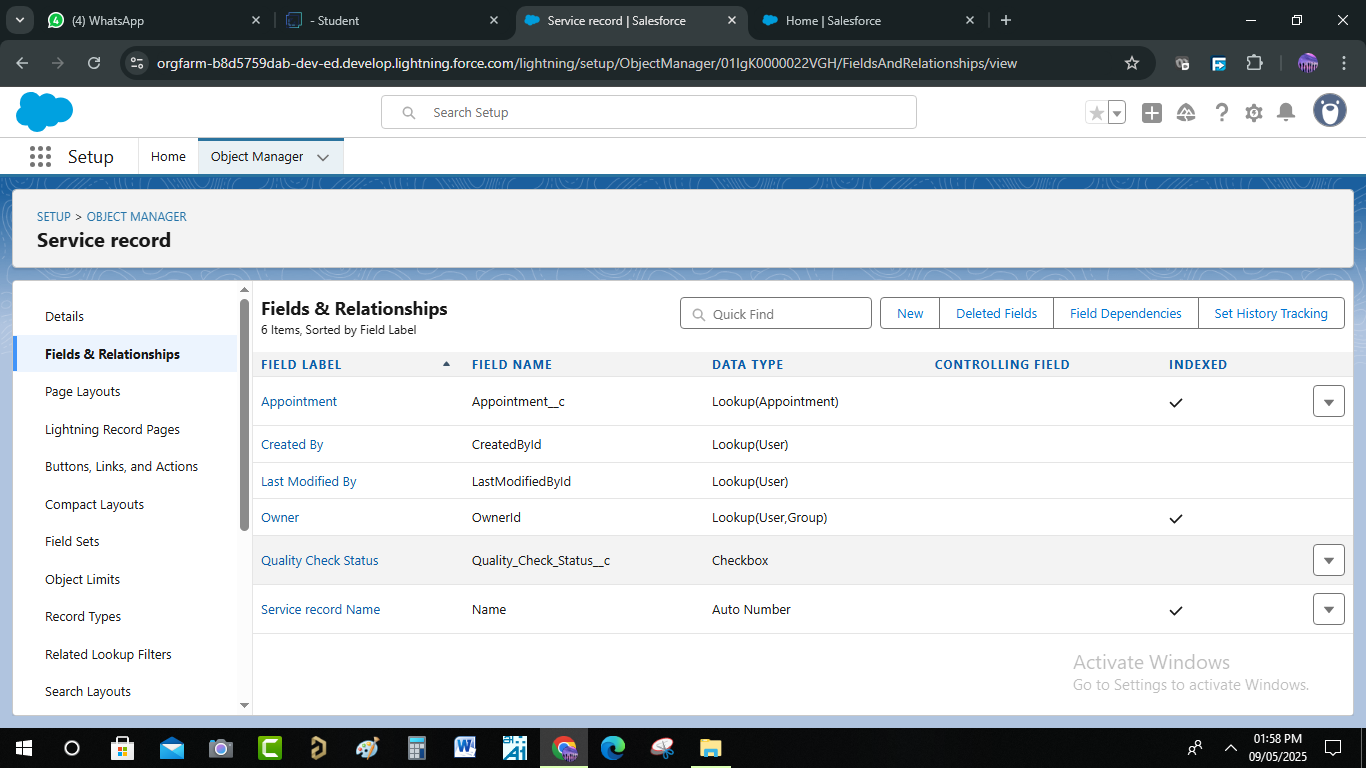 (4) WhatsApp
- Student
Service record | Salesforce
Home | Salesforce
orgfarm-b8d5759dab-dev-ed.develop.lightning.force.com/lightning/setup/ObjectManager/01IgK0000022VGH/FieldsAndRelationships/view
Search Setup
Setup
Home
Object Manager
SETUP > OBJECT MANAGER
Service record
Details
Fields & Relationships
Page Layouts
Lightning Record Pages
Buttons, Links, and Actions
Compact Layouts
Field Sets
Object Limits
Record Types
Related Lookup Filters
Search Layouts
Fields & Relationships
6 Items, Sorted by Field Label
Quick Find
New
Deleted Fields
Field Dependencies
Set History Tracking
FIELD LABEL FIELD NAME DATA TYPE CONTROLLING FIELD INDEXED
Appointment Appointment__c Lookup(Appointment)
Created By CreatedById Lookup(User)
Last Modified By LastModifiedById Lookup(User)
Owner OwnerId Lookup(User,Group)
Quality Check Status Quality_Check_Status__c Checkbox
Service record Name Name Auto Number
Activate Windows
Go to Settings to activate Windows.
01:58 PM
09/05/2025